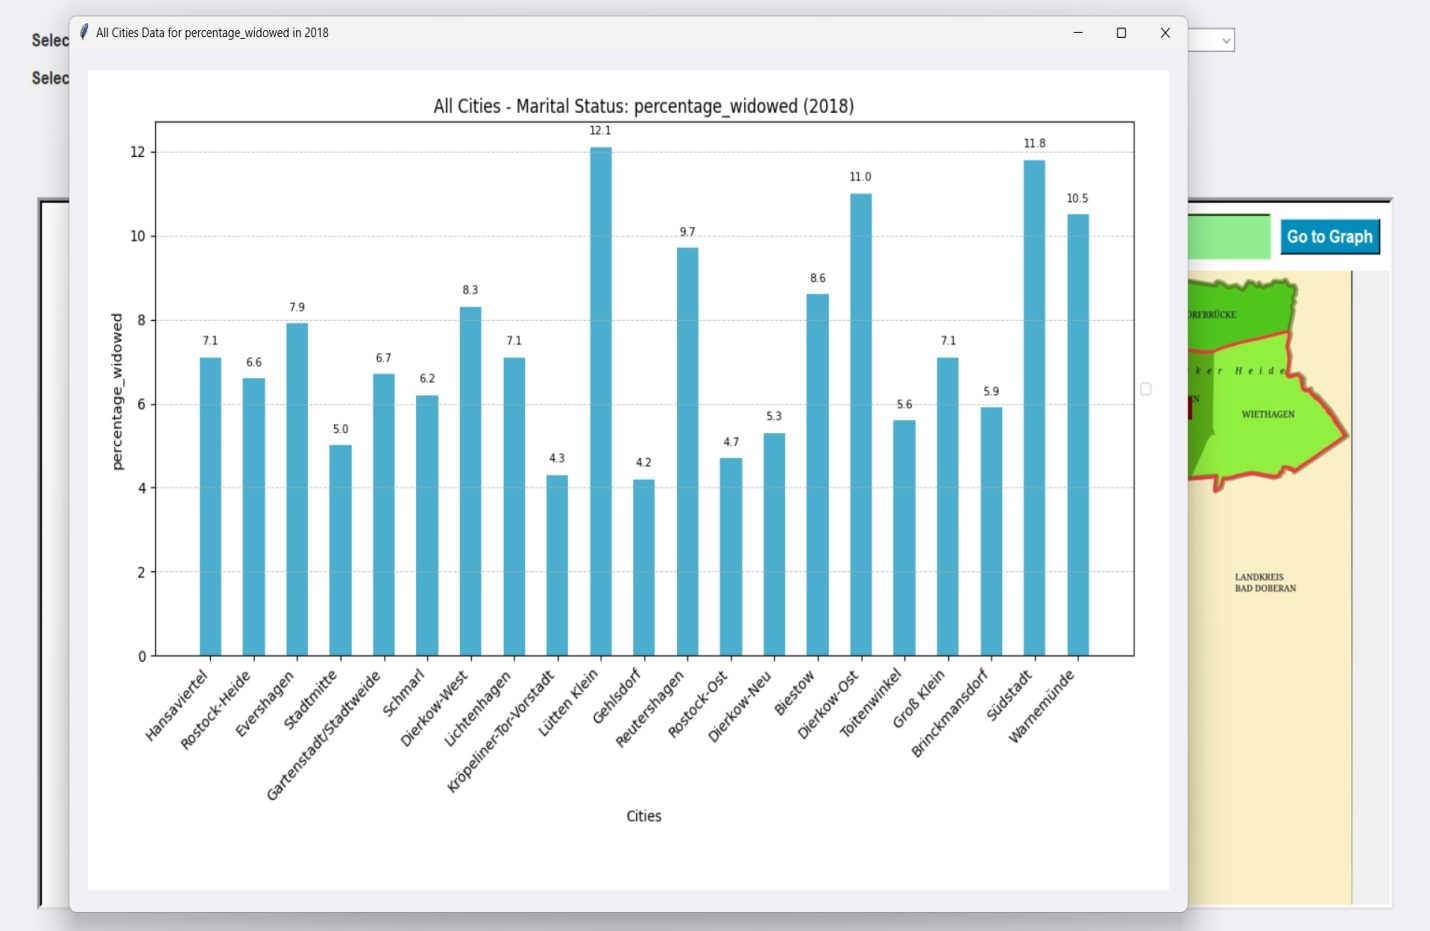 All Cities Data for percentage_widowed in 2018
Selec
Selec
Go to Graph
All Cities - Marital Status: percentage_widowed (2018)
percentage_widowed
12
10
8
6
4
2
0
7.1
6.6
7.9
5.0
6.7
6.2
8.3
7.1
4.3
12.1
4.2
9.7
4.7
5.3
8.6
11.0
5.6
7.1
5.9
11.8
10.5
Hansaviertel
Rostock-Heide
Evershagen
Stadtmitte
Gartenstadt/Stadtweide
Schmarl
Dierkow-West
Lichtenhagen
Kröpeliner-Tor-Vorstadt
Lütten Klein
Gehlsdorf
Reutershagen
Rostock-Ost
Dierkow-Neu
Biestow
Dierkow-Ost
Toitenwinkel
Groß Klein
Brinckmansdorf
Südstadt
Warnemünde
Cities
ORFBRÜCKE
ker Heide
N
WIETHAGEN
LANDKREIS
BAD DOBERAN